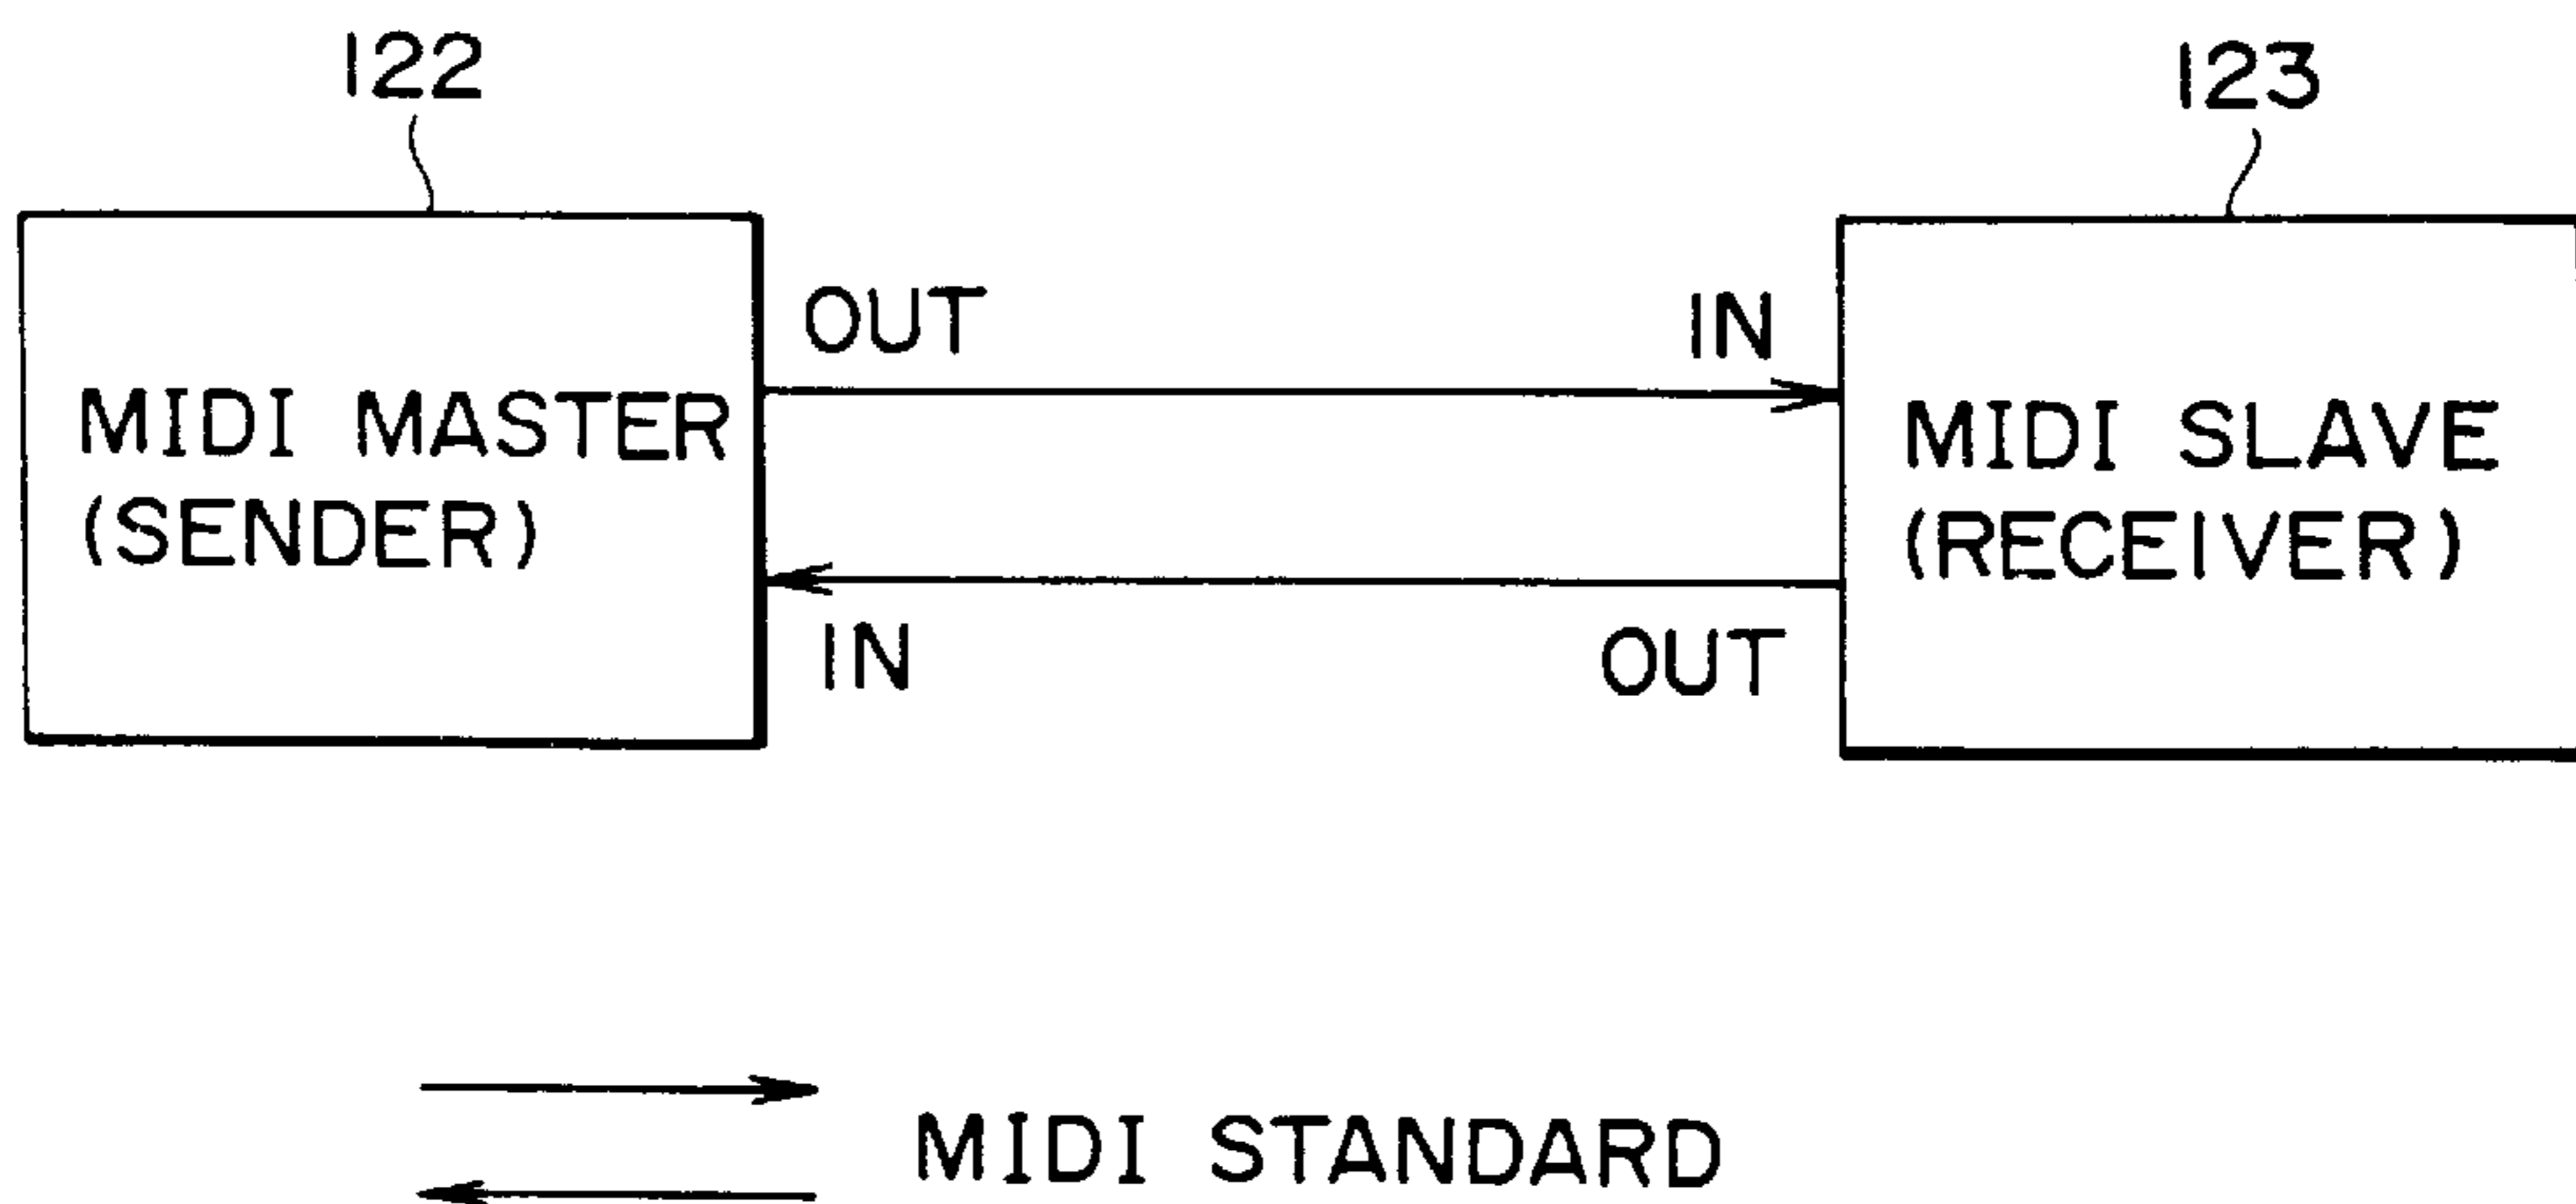 122
123
OUT
IN
MIDI MASTER
(SENDER)
MIDI SLAVE
(RECEIVER)
IN
OUT
MIDI STANDARD